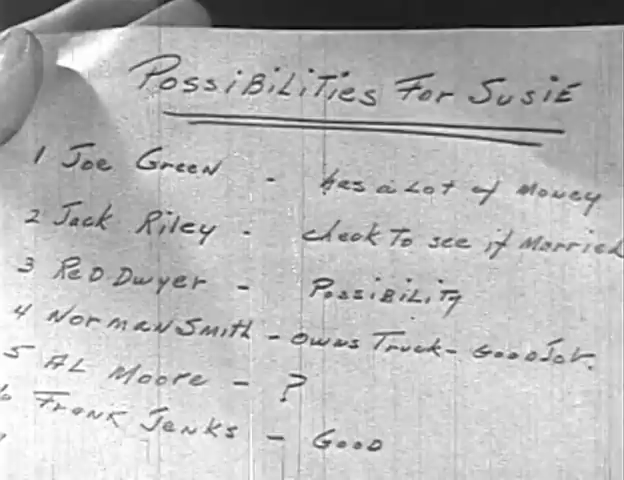 Possibilities For Susie
1 Joe Green - Has a Lot of Money
2 Jack Riley - check To see if Married
3 Red Dwyer - Possibility
4 Norman Smith - owns Truck - Good Job.
5 AL Moore - ?
6 Frank Jenks - Good